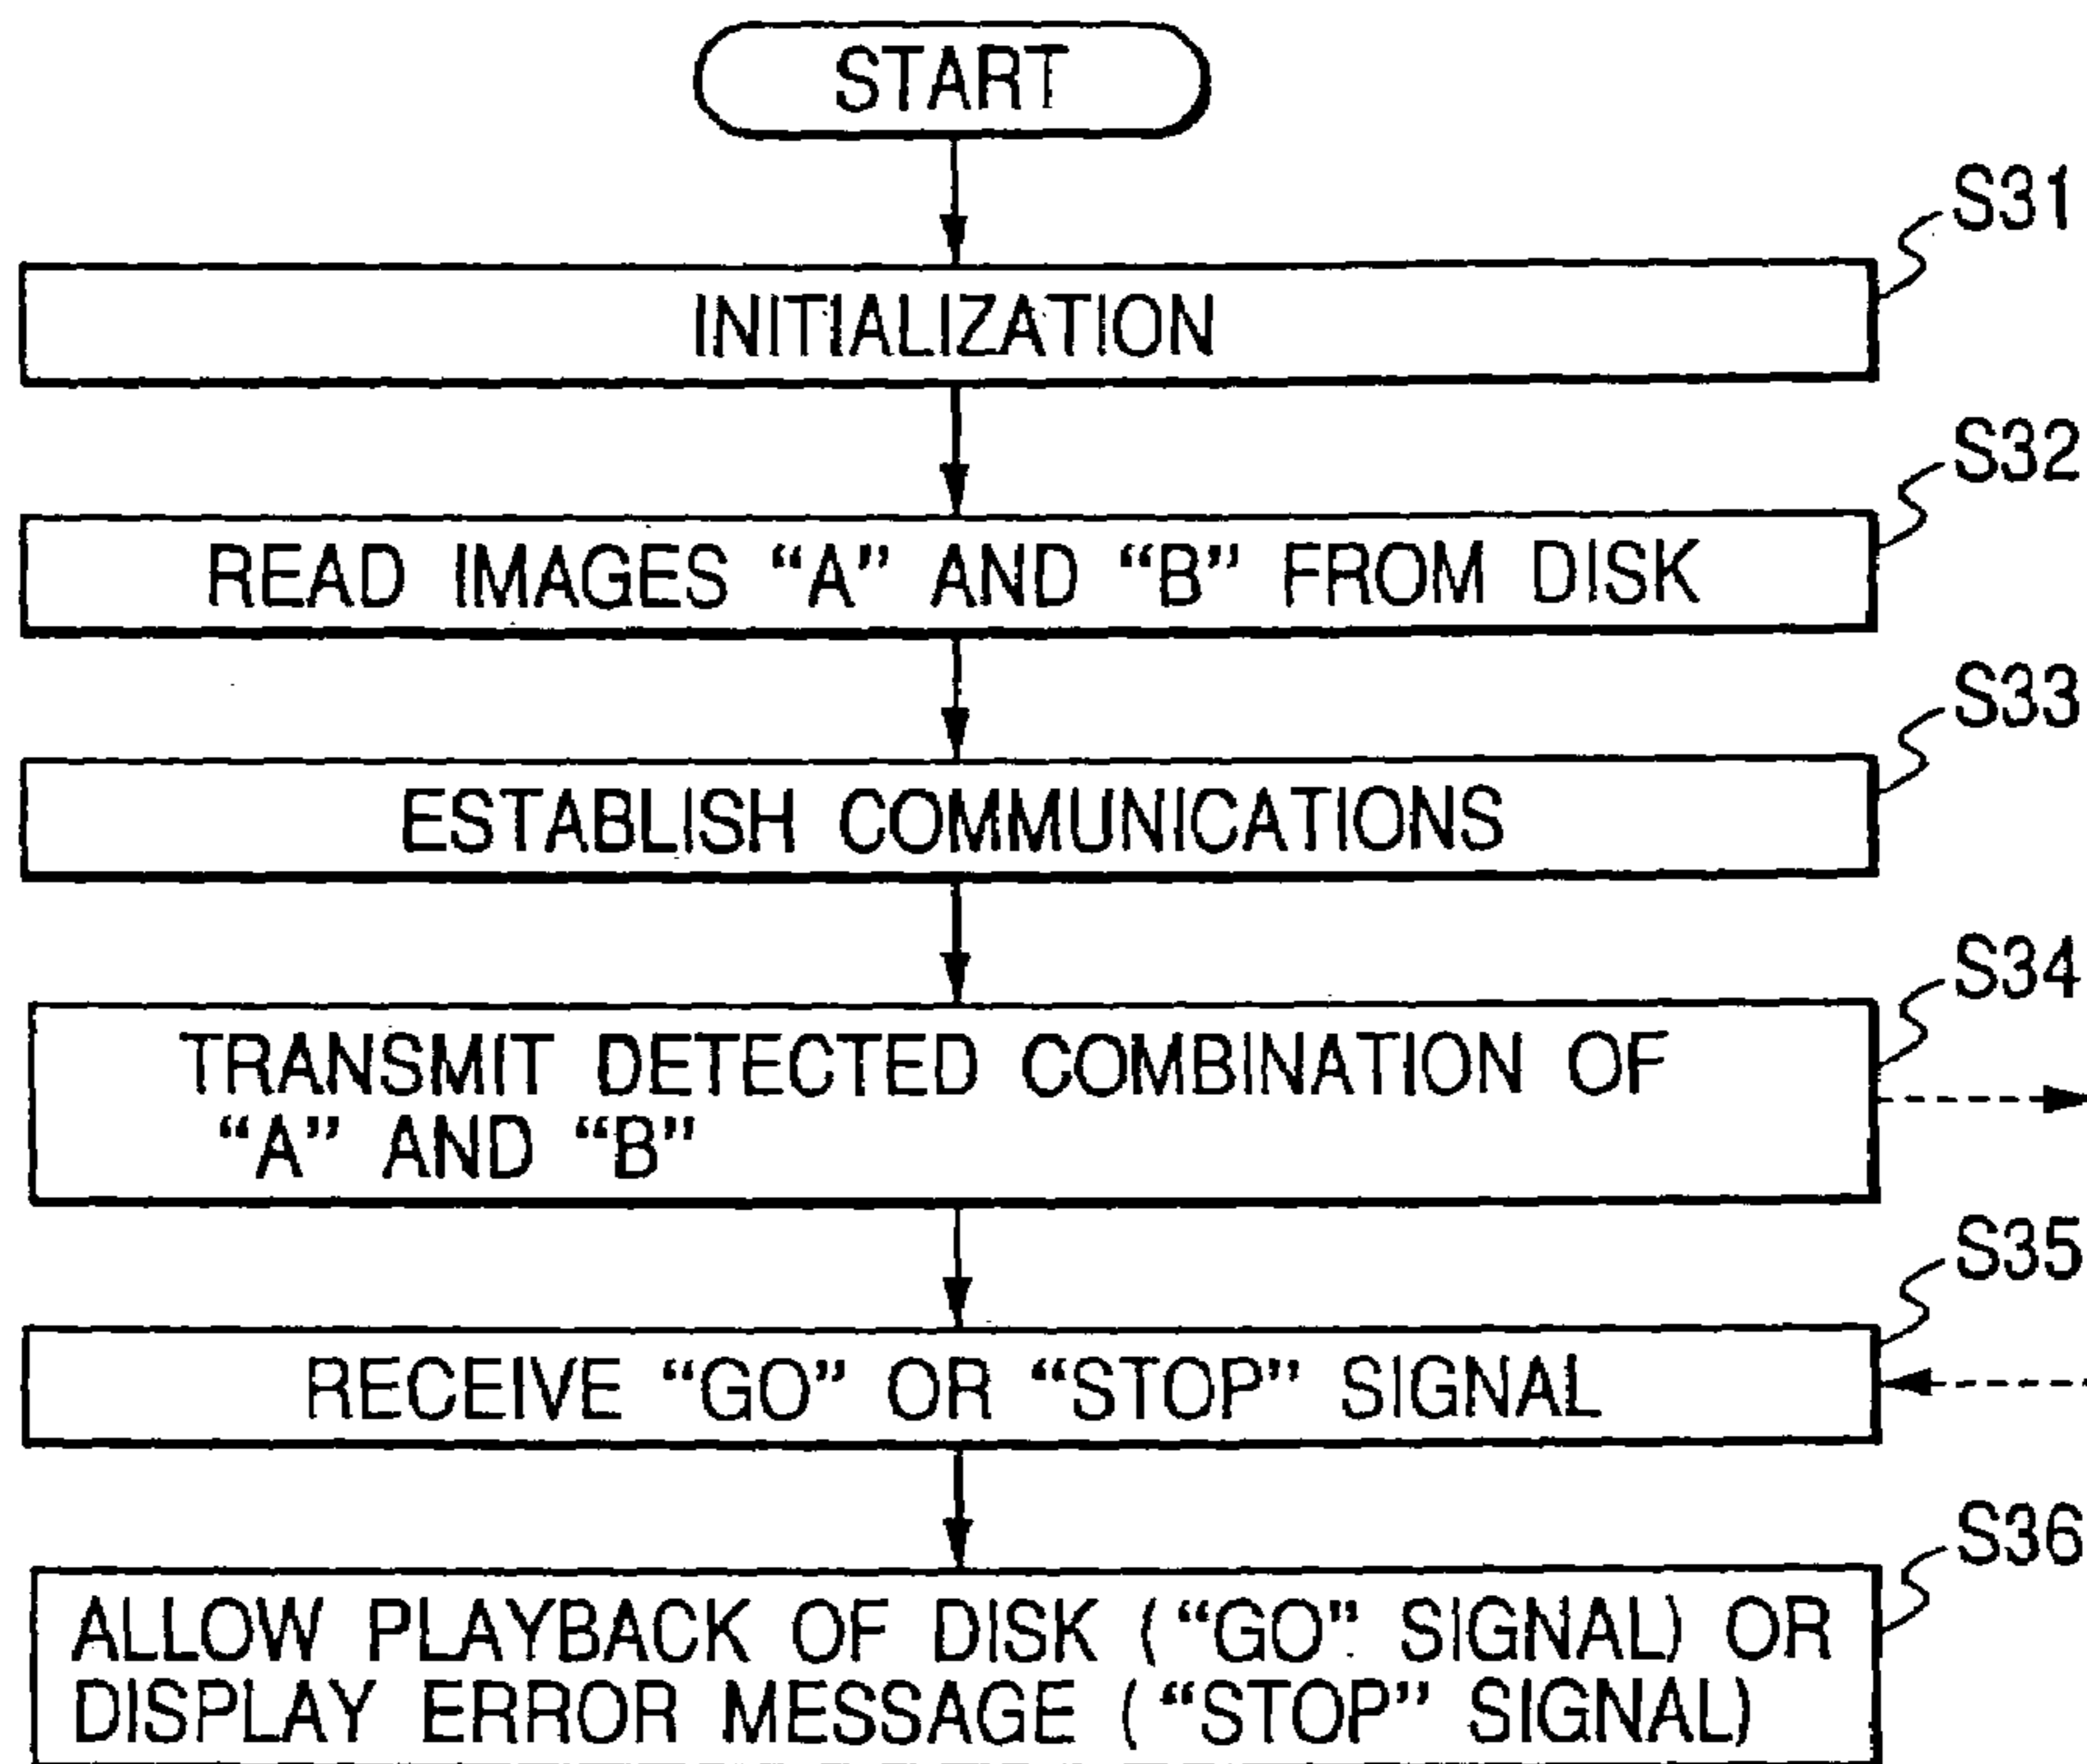 START
S31
INITIALIZATION
S32
READ IMAGES “A” AND “B” FROM DISK
S33
ESTABLISH COMMUNICATIONS
S34
TRANSMIT DETECTED COMBINATION OF
“A” AND “B”
S35
RECEIVE “GO” OR “STOP” SIGNAL
S36
ALLOW PLAYBACK OF DISK (“GO” SIGNAL) OR
DISPLAY ERROR MESSAGE (“STOP” SIGNAL)